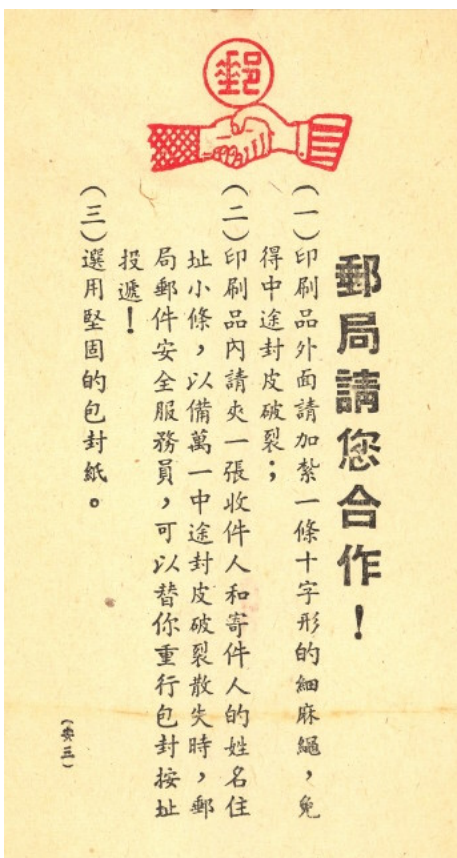 郵
郵局請您合作！
（一）印刷品外面請加紮一條十字形的細麻繩，免
得中途封皮破裂；
（二）印刷品內請夾一張收件人和寄件人的姓名住
址小條，以備萬一中途封皮破裂散失時，郵
局郵件安全服務員，可以替你重行包封按址
投遞！
（三）選用堅固的包封紙。
（安三）